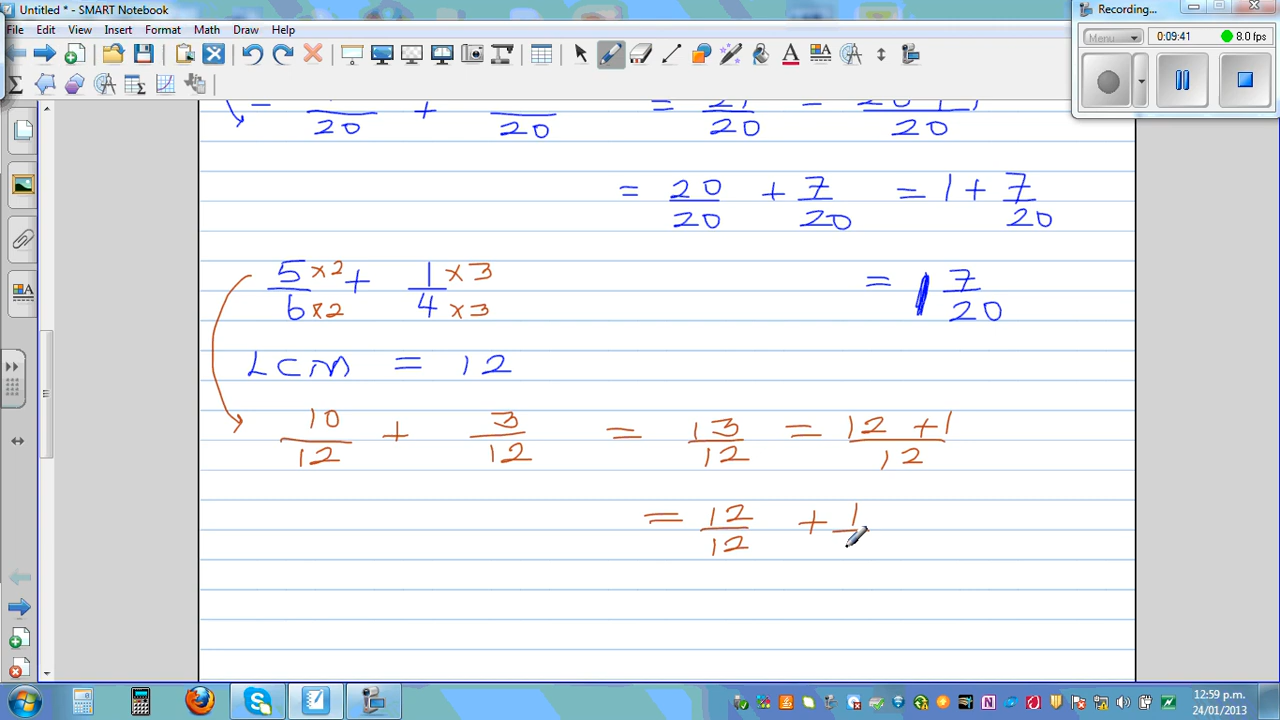 Untitled * - SMART Notebook
File Edit View Insert Format Math Draw Help
Recording...
Menu 0:09:41 8.0 fps
20 + 20 = 20 = 20
= 20/20 + 7/20 = 1 + 7/20
5×2/6×2 + 1×3/4×3 = 1 7/20
LCM = 12
10/12 + 3/12 = 13/12 = 12+1/12
= 12/12 + 1
12:59 p.m.
24/01/2013